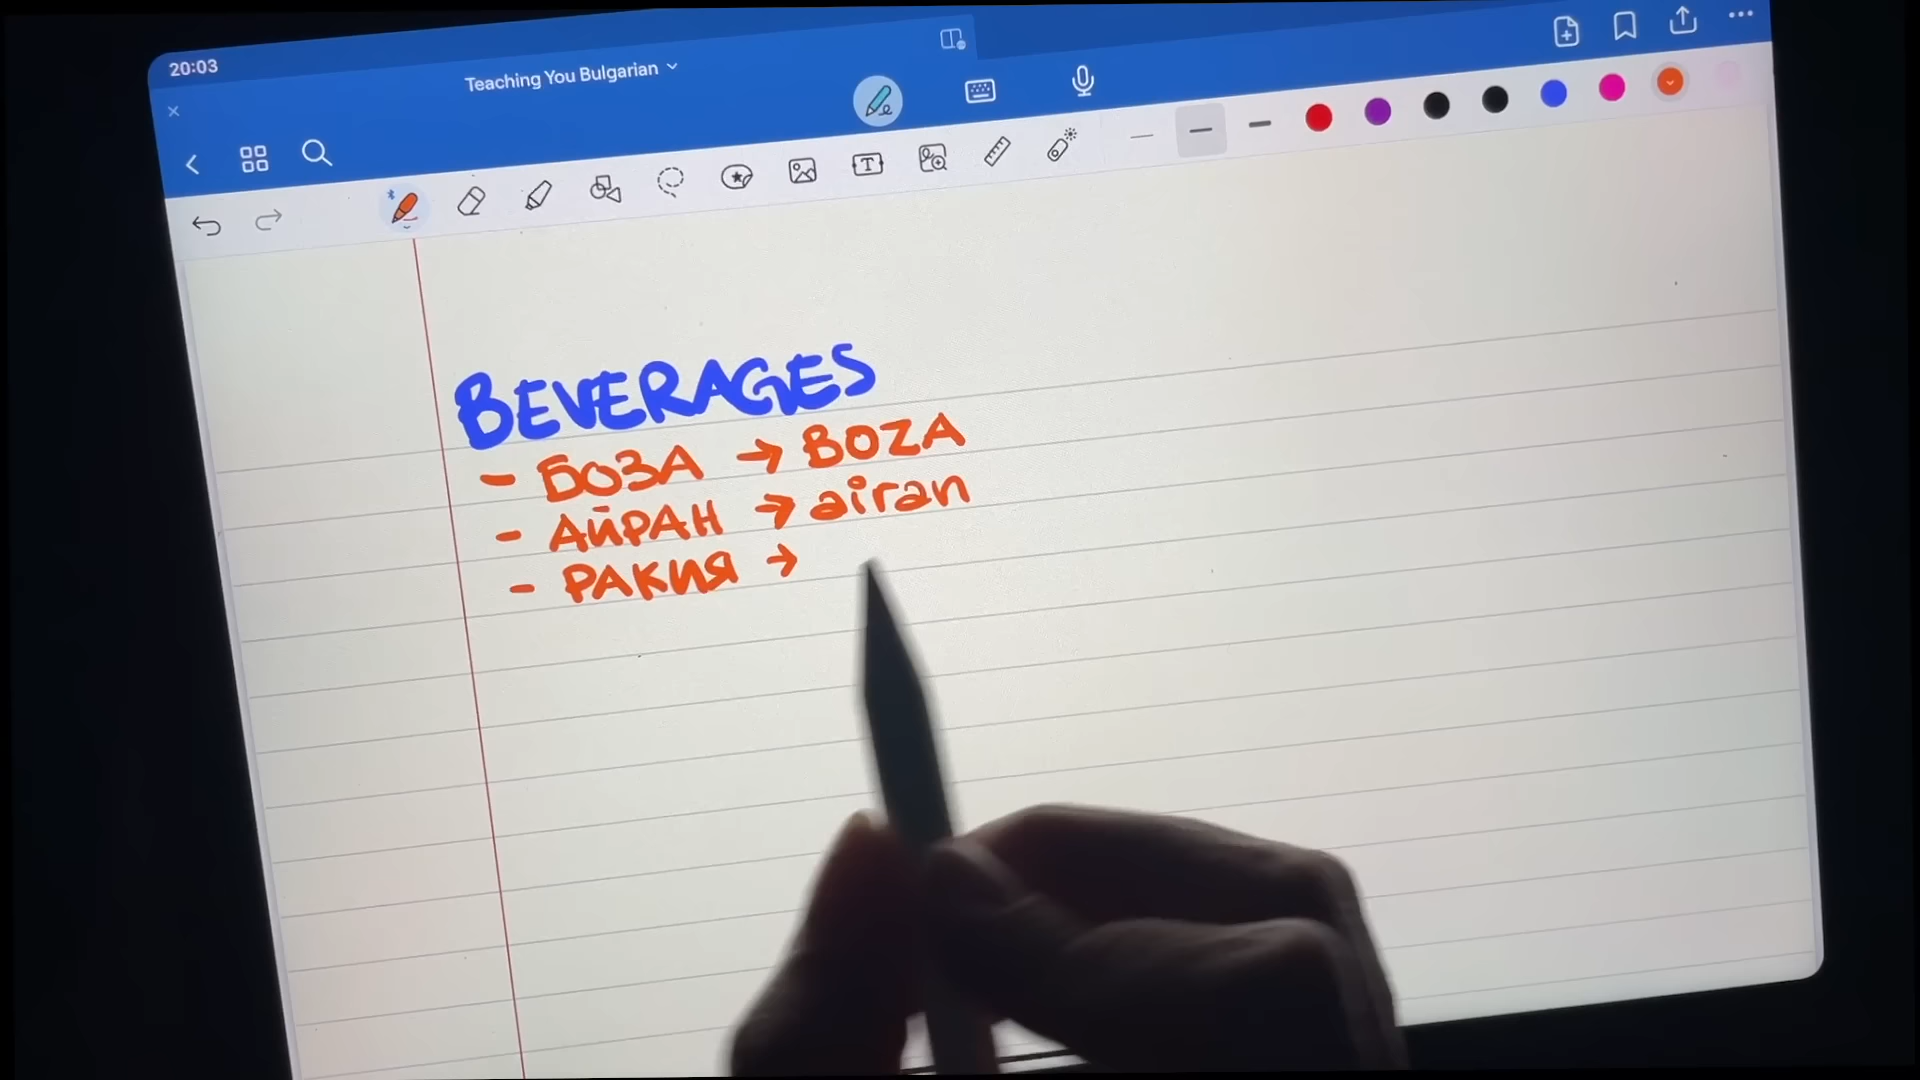 20:03
Teaching You Bulgarian
BEVERAGES
- БОЗА → BOZA
- АЙРАН → airan
- РАКИЯ →